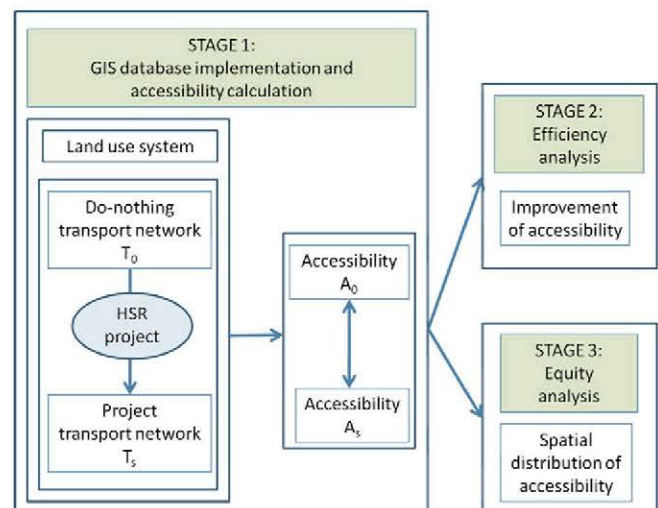 STAGE 1:
GIS database implementation and
accessibility calculation
Land use system
Do-nothing
transport network
T₀
HSR
project
Project
transport network
Tₛ
Accessibility
A₀
Accessibility
Aₛ
STAGE 2:
Efficiency
analysis
Improvement
of accessibility
STAGE 3:
Equity
analysis
Spatial
distribution of
accessibility